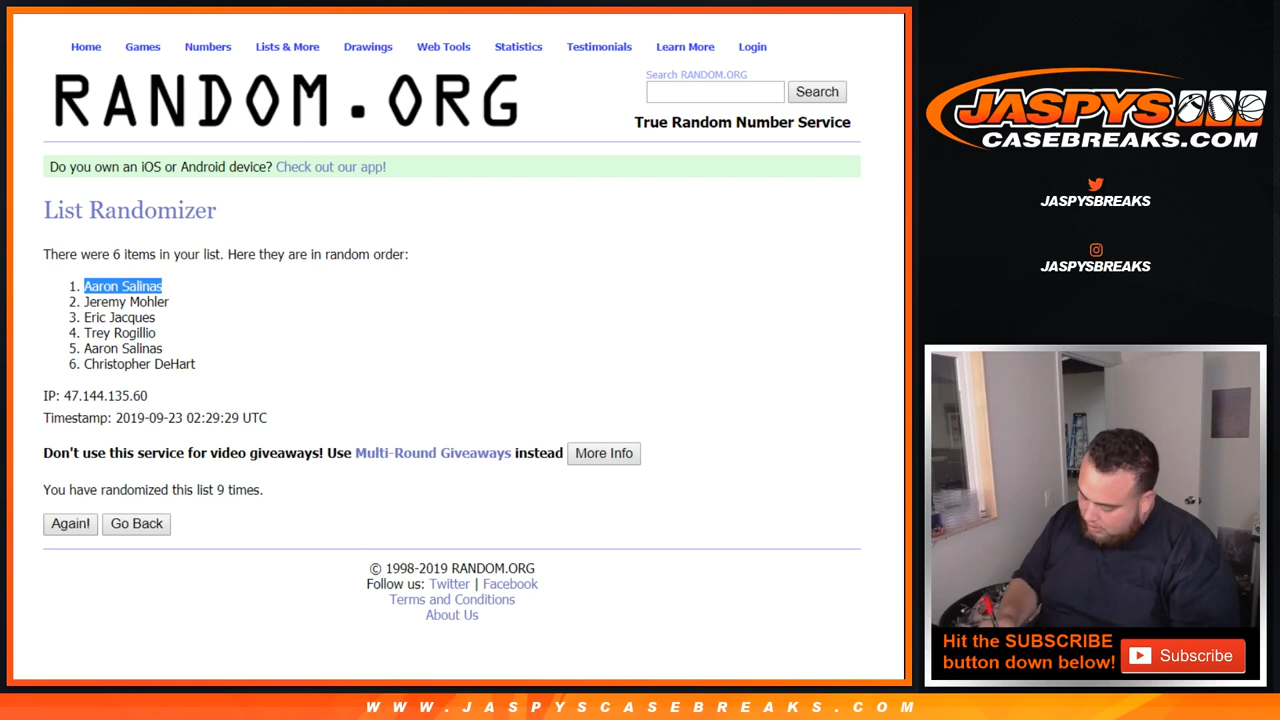 Home Games Numbers Lists & More Drawings Web Tools Statistics Testimonials Learn More Login
RANDOM.ORG
Search RANDOM.ORG
Search
True Random Number Service
Do you own an iOS or Android device? Check out our app!
List Randomizer
There were 6 items in your list. Here they are in random order:
1. Aaron Salinas
2. Jeremy Mohler
3. Eric Jacques
4. Trey Rogillio
5. Aaron Salinas
6. Christopher DeHart
IP: 47.144.135.60
Timestamp: 2019-09-23 02:29:29 UTC
Don't use this service for video giveaways! Use Multi-Round Giveaways instead More Info
You have randomized this list 9 times.
Again! Go Back
© 1998-2019 RANDOM.ORG
Follow us: Twitter | Facebook
Terms and Conditions
About Us
JASPYS
CASEBREAKS.COM
JASPYSBREAKS
JASPYSBREAKS
Hit the SUBSCRIBE
button down below!
Subscribe
WWW.JASPYSCASEBREAKS.COM